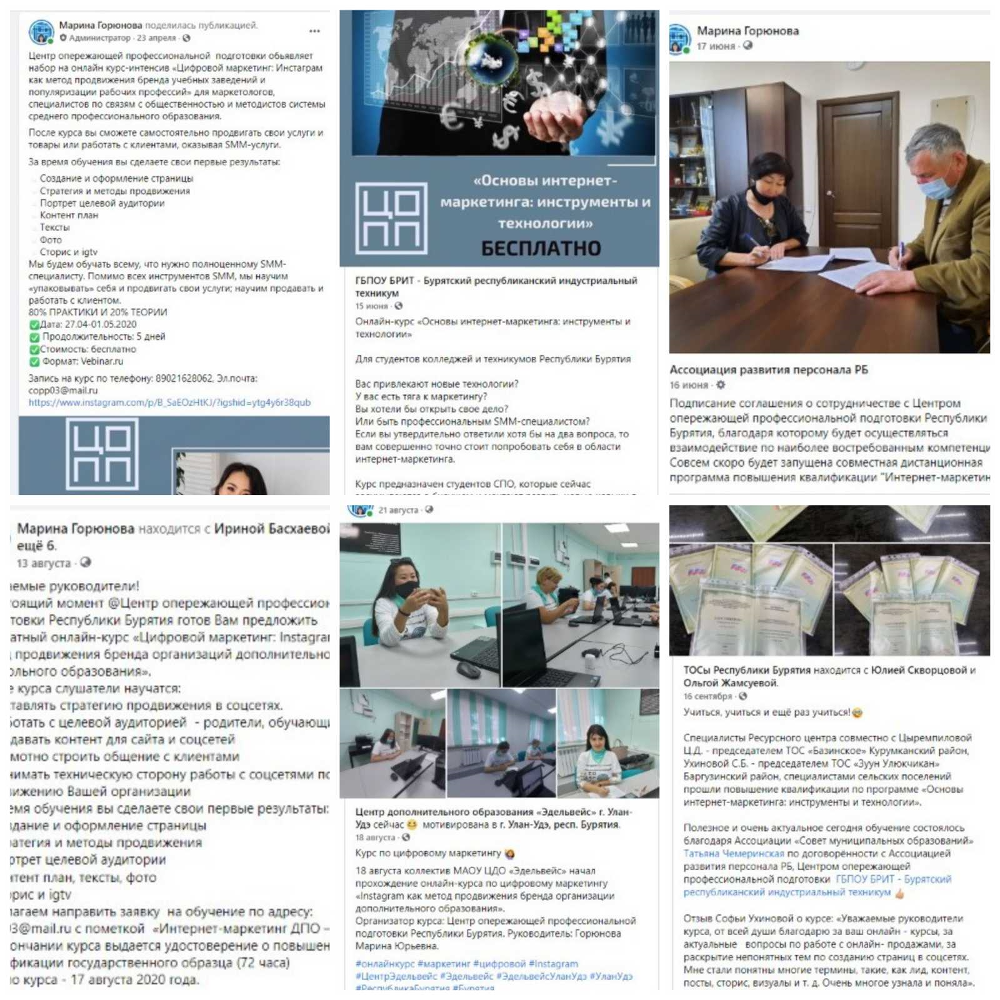 Марина Горюнова поделилась публикацией.
Администратор · 23 апреля ·
Центр опережающей профессиональной подготовки объявляет
набор на онлайн курс-интенсив «Цифровой маркетинг: Инстаграм
как метод продвижения бренда учебных заведений и
популяризации рабочих профессий» для маркетологов,
специалистов по связям с общественностью и методистов системы
среднего профессионального образования.
После курса вы сможете самостоятельно продвигать свои услуги и
товары или работать с клиентами, оказывая SMM-услуги.
За время обучения вы сделаете свои первые результаты:
Создание и оформление страницы
Стратегия и методы продвижения
Портрет целевой аудитории
Контент план
Тексты
Фото
Сторис и igtv
Мы будем обучать всему, что нужно полноценному SMM-
специалисту. Помимо всех инструментов SMM, мы научим
«упаковывать» себя и продвигать свои услуги; научим продавать и
работать с клиентом.
80% ПРАКТИКИ И 20% ТЕОРИИ
✅Дата: 27.04-01.05.2020
✅ Продолжительность: 5 дней
✅Стоимость: бесплатно
✅ Формат: Vebinar.ru
Запись на курс по телефону: 89021628062, Эл.почта:
copp03@mail.ru
https://www.instagram.com/p/B_SaEOzHtKJ/?igshid=ytg4y6r38qub
ЦО
ПП
«Основы интернет-
маркетинга: инструменты и
технологии»
БЕСПЛАТНО
ЦО
ПП
ГБПОУ БРИТ - Бурятский республиканский индустриальный
техникум
15 июня ·
Онлайн-курс «Основы интернет-маркетинга: инструменты и
технологии»
Для студентов колледжей и техникумов Республики Бурятия
Вас привлекают новые технологии?
У вас есть тяга к маркетингу?
Вы хотели бы открыть свое дело?
Или быть профессиональным SMM-специалистом?
Если вы утвердительно ответили хотя бы на два вопроса, то
вам совершенно точно стоит попробовать себя в области
интернет-маркетинга.
Курс предназначен студентов СПО, которые сейчас
Марина Горюнова
17 июня ·
Ассоциация развития персонала РБ
16 июня ·
Подписание соглашения о сотрудничестве с Центром
опережающей профессиональной подготовки Республики
Бурятия, благодаря которому будет осуществляться
взаимодействие по наиболее востребованным компетенци
Совсем скоро будет запущена совместная дистанционная
программа повышения квалификации "Интернет-маркетин
Марина Горюнова находится с Ириной Басхаевой
ещё 6.
13 августа ·
аемые руководители!
тоящий момент @Центр опережающей профессион
товки Республики Бурятия готов Вам предложить
атный онлайн-курс «Цифровой маркетинг: Instagra
продвижения бренда организаций дополнительно
ольного образования».
е курса слушатели научатся:
тавлять стратегию продвижения в соцсетях.
ботать с целевой аудиторией - родители, обучающ
давать контент для сайта и соцсетей
мотно строить общение с клиентами
нимать техническую сторону работы с соцсетями по
вижению Вашей организации
емя обучения вы сделаете свои первые результаты:
здание и оформление страницы
атегия и методы продвижения
ртрет целевой аудитории
нтент план, тексты, фото
орис и igtv
лагаем направить заявку на обучение по адресу:
03@mail.ru с пометкой «Интернет-маркетинг ДПО –
ончании курса выдается удостоверение о повышен
фикации государственного образца (72 часа)
ло курса - 17 августа 2020 года.
21 августа ·
Центр дополнительного образования «Эдельвейс» г. Улан-
Удэ сейчас 😆 мотивирована в г. Улан-Удэ, респ. Бурятия.
18 августа ·
Курс по цифровому маркетингу
18 августа коллектив МАОУ ЦДО «Эдельвейс» начал
прохождение онлайн-курса по цифровому маркетингу
«Instagram как метод продвижения бренда организации
дополнительного образования».
Организатор курса: Центр опережающей профессиональной
подготовки Республики Бурятия. Руководитель: Горюнова
Марина Юрьевна.
#онлайнкурс #маркетинг #цифровой #Instagram
#ЦентрЭдельвейс #Эдельвейс #ЭдельвейсУланУдэ #УланУдэ
#РеспубликаБурятия #Бурятия
ТОСы Республики Бурятия находится с Юлией Скворцовой и
Ольгой Жамсуевой.
16 сентября ·
Учиться, учиться и ещё раз учиться!
Специалисты Ресурсного центра совместно с Цыремпиловой
Ц.Д. - председателем ТОС «Базинское» Курумканский район,
Ухиновой С.Б. - председателем ТОС «Зуун Улюкчикан»
Баргузинский район, специалистами сельских поселений
прошли повышение квалификации по программе «Основы
интернет-маркетинга: инструменты и технологии».
Полезное и очень актуальное сегодня обучение состоялось
благодаря Ассоциации «Совет муниципальных образований»
Татьяна Чемеринская по договорённости с Ассоциацией
развития персонала РБ, Центром опережающей
профессиональной подготовки ГБПОУ БРИТ - Бурятский
республиканский индустриальный техникум 👍
Отзыв Софьи Ухиновой о курсе: «Уважаемые руководители
курса, от всей души благодарю за ваш онлайн - курсы, за
актуальные вопросы по работе с онлайн- продажами, за
раскрытие непонятных тем по созданию страниц в соцсетях.
Мне стали понятны многие термины, такие, как лид, контент,
посты, сторис, визуалы и т. д. Очень многое узнала и поняла».